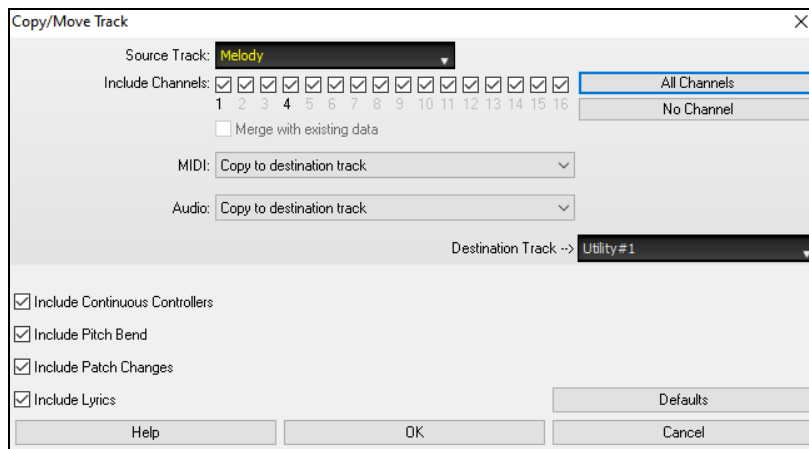 Copy/Move Track
Source Track: Melody
Include Channels: All Channels
1 2 3 4 5 6 7 8 9 10 11 12 13 14 15 16 No Channel
Merge with existing data
MIDI: Copy to destination track
Audio: Copy to destination track
Destination Track --> Utility#1
Include Continuous Controllers
Include Pitch Bend
Include Patch Changes
Include Lyrics Defaults
Help OK Cancel